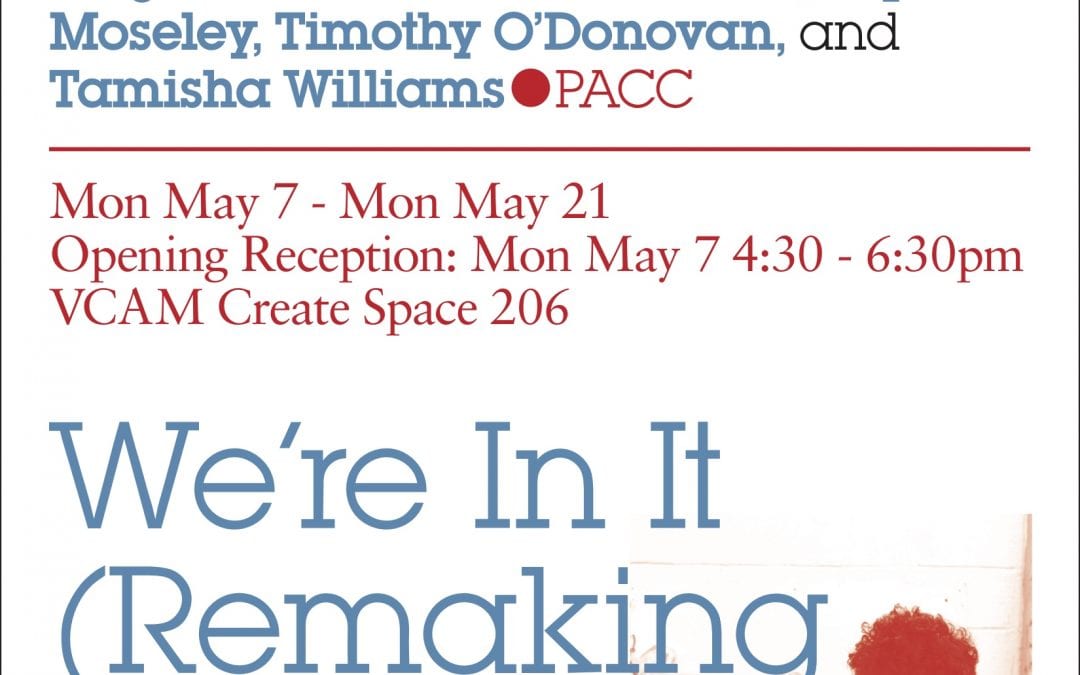 Moseley, Timothy O’Donovan, and
Tamisha Williams●PACC
Mon May 7 - Mon May 21
Opening Reception: Mon May 7 4:30 - 6:30pm
VCAM Create Space 206
We’re In It
(Remaking